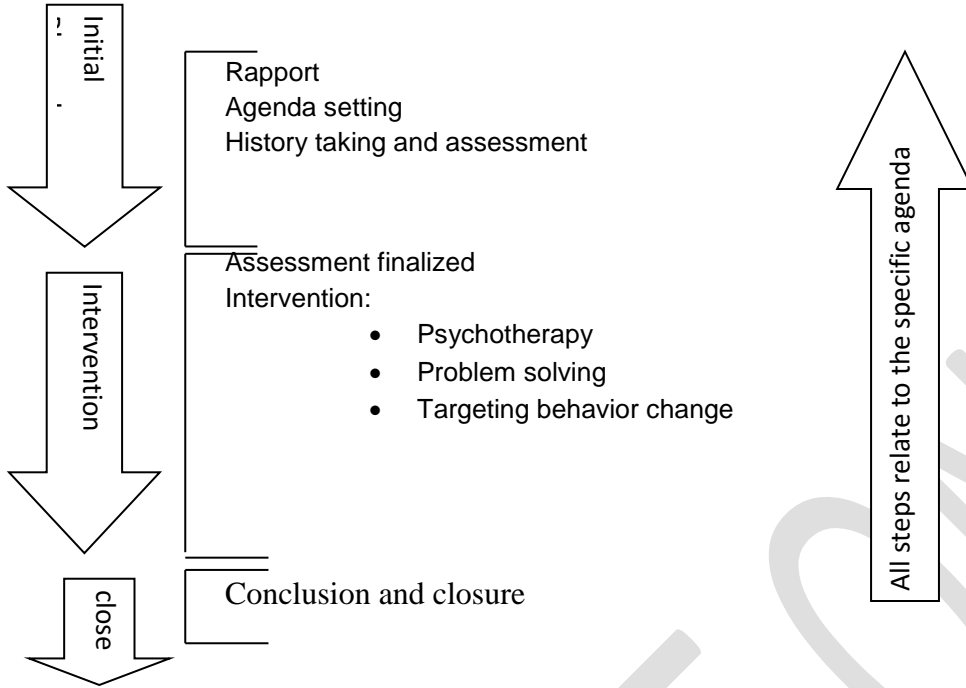 Initial
Rapport
Agenda setting
History taking and assessment
Intervention
Assessment finalized
Intervention:
• Psychotherapy
• Problem solving
• Targeting behavior change
close
Conclusion and closure
All steps relate to the specific agenda